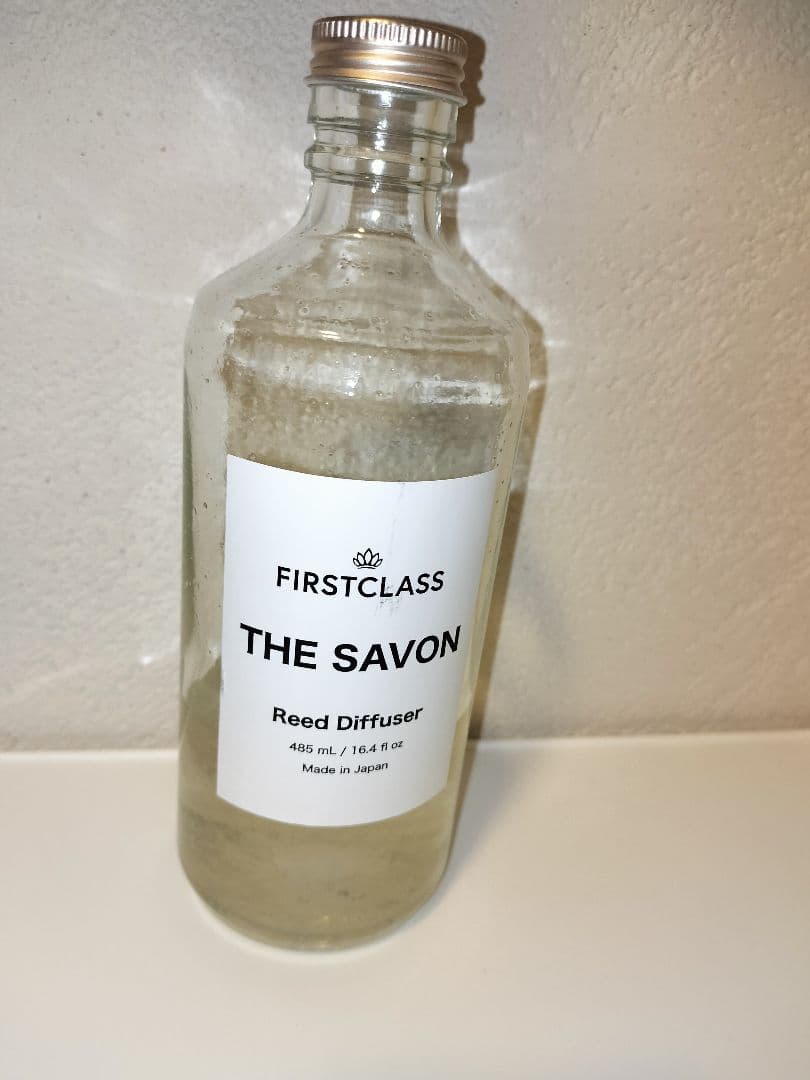 FIRSTCLASS
THE SAVON
Reed Diffuser
485 mL / 16.4 fl oz
Made in Japan